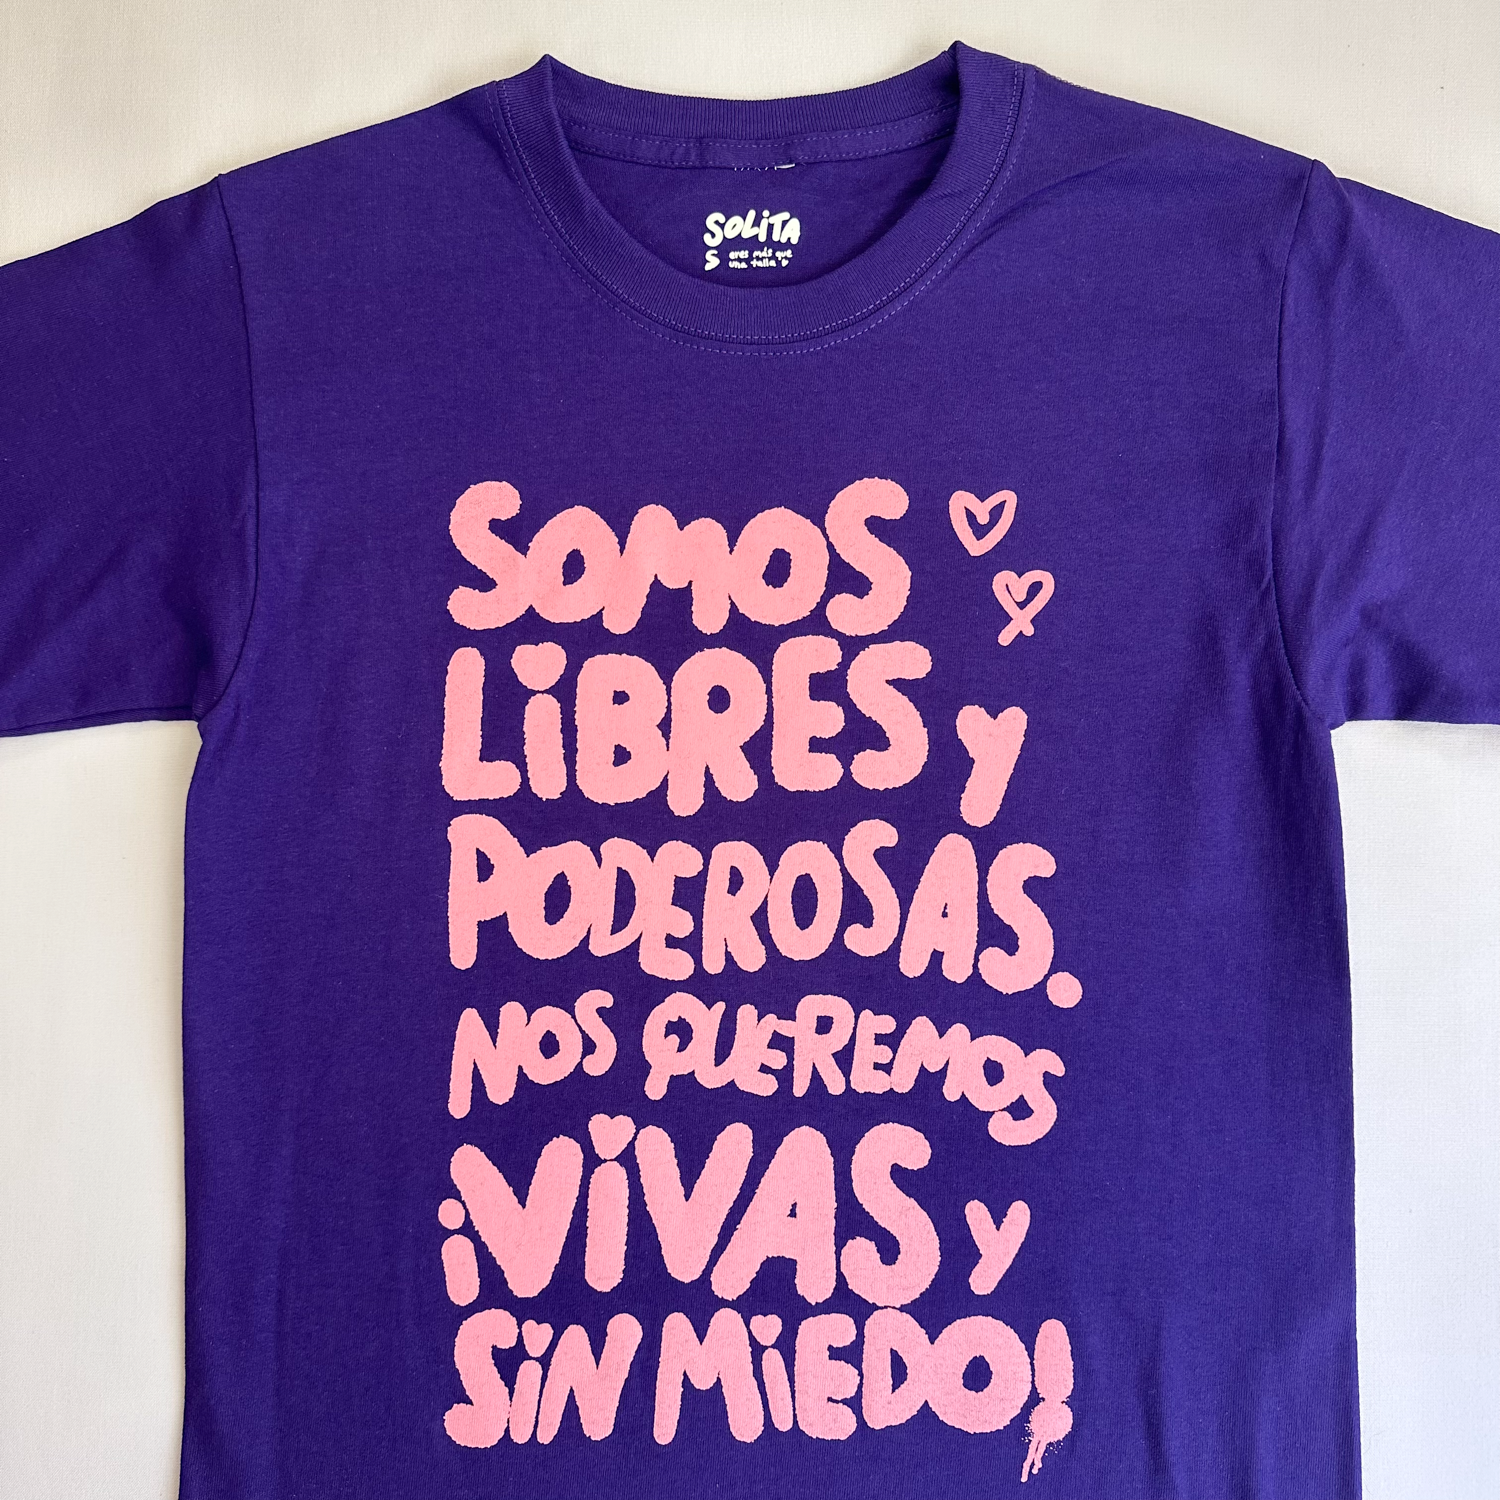 SOLiTA
S eres más que
una talla
SOMOS
LiBRES Y
PODEROSAS.
NOS QUEREMOS
¡ViVAS Y
SiN MiEDO!